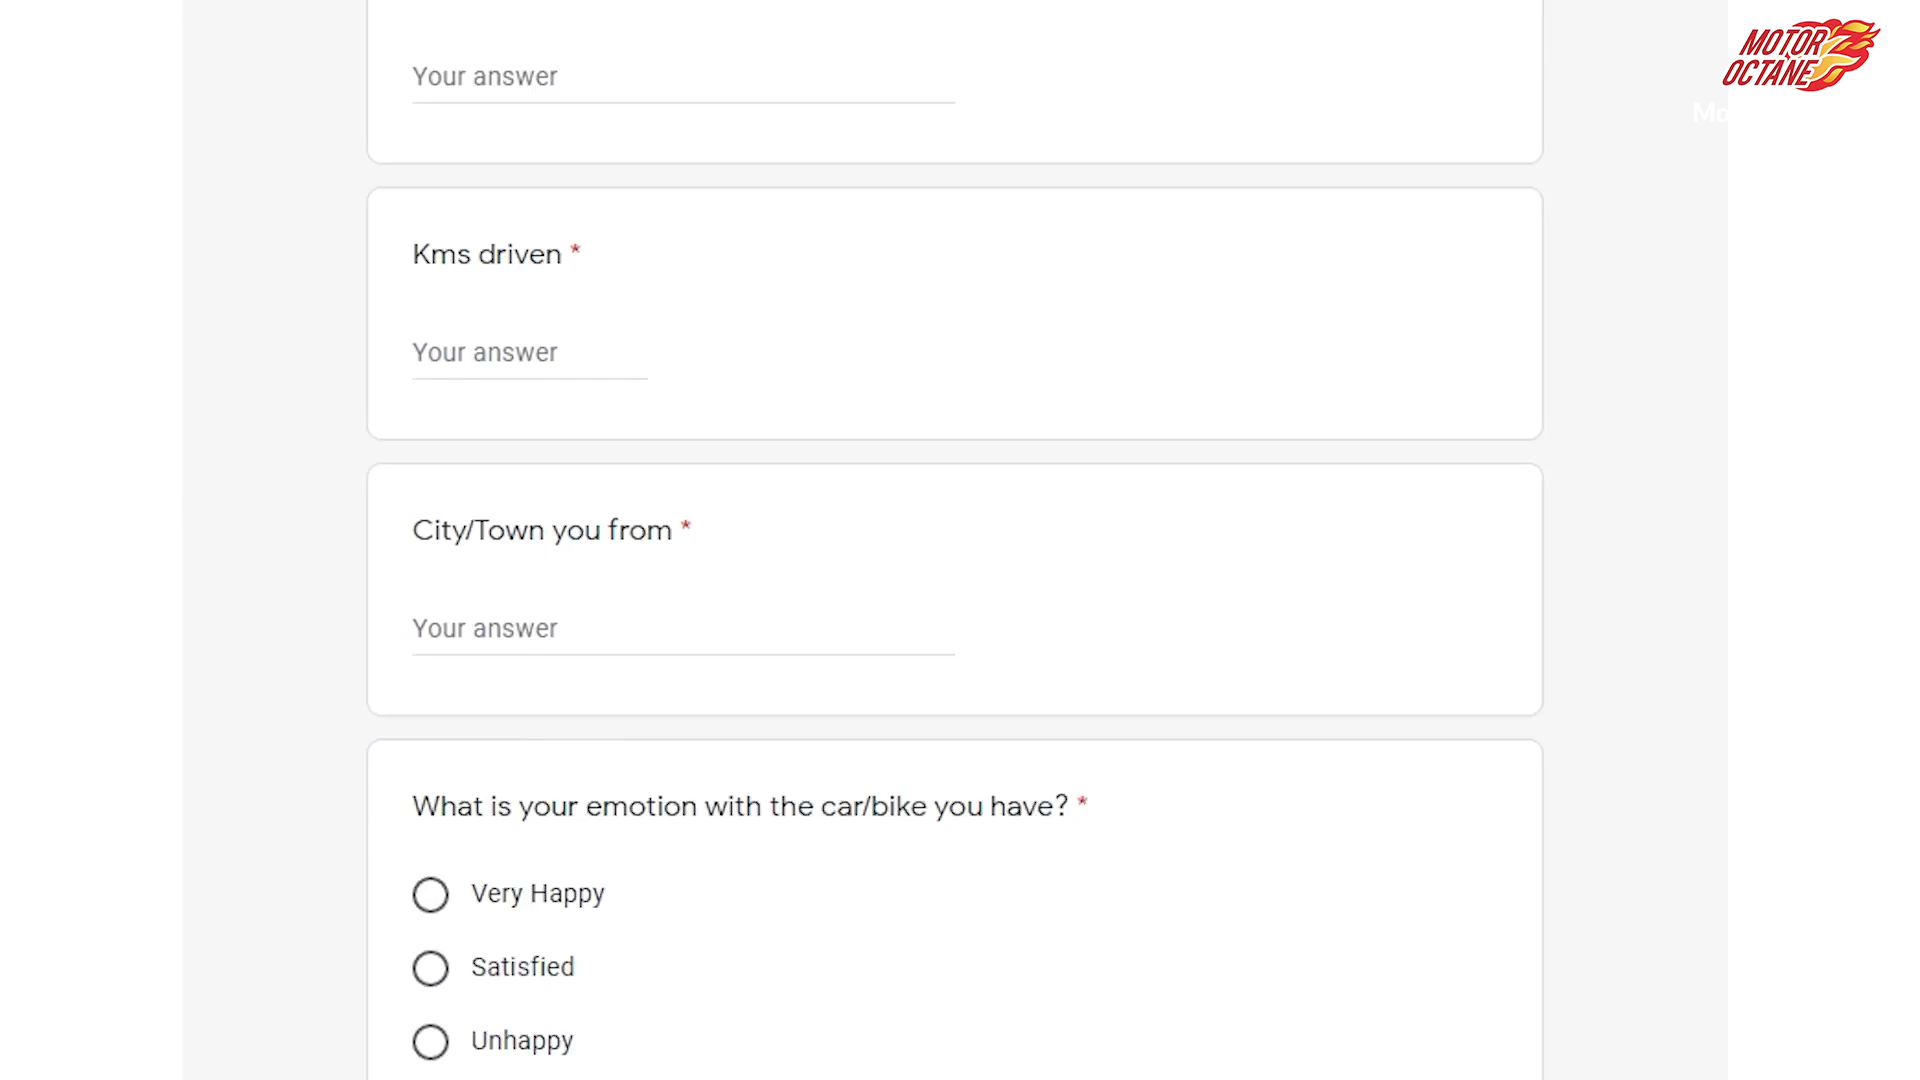 MOTOR
OCTANE
Mo
Your answer
Kms driven *
Your answer
City/Town you from *
Your answer
What is your emotion with the car/bike you have? *
Very Happy
Satisfied
Unhappy